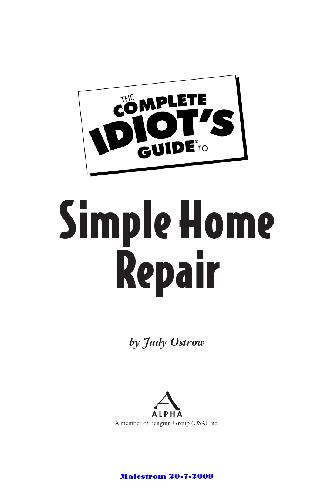 THE
COMPLETE
IDIOT'S
GUIDE TO
Simple Home
Repair
by Judy Ostrow
A
ALPHA
A member of Penguin Group (USA) Inc.
Malestrom 20-7-2009